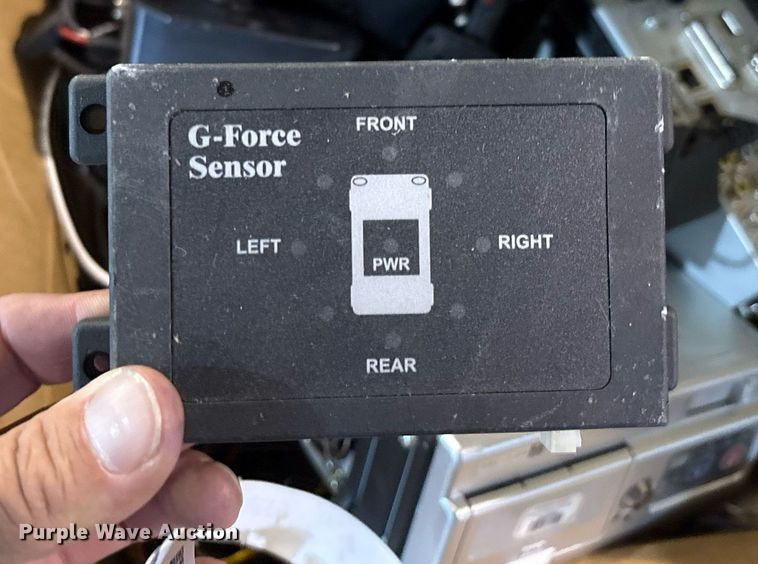 G-Force
Sensor
FRONT
LEFT
RIGHT
PWR
REAR
Purple Wave Auction